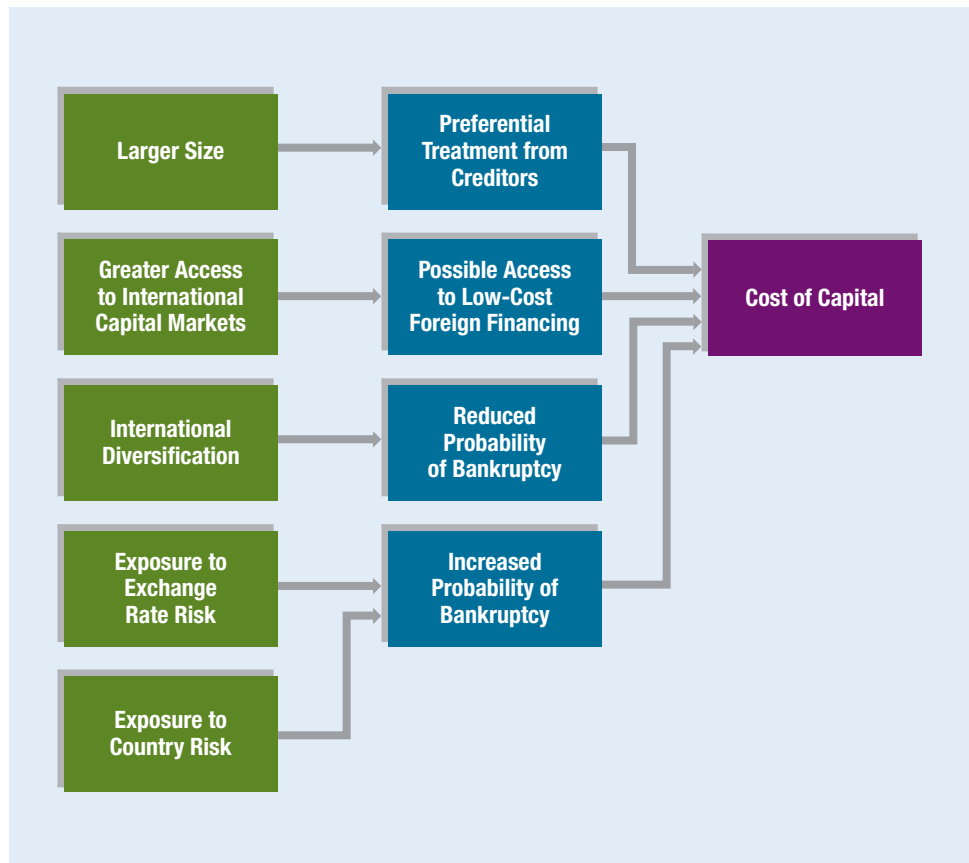 Larger Size
Preferential
Treatment from
Creditors
Greater Access
to International
Capital Markets
Possible Access
to Low-Cost
Foreign Financing
Cost of Capital
International
Diversification
Reduced
Probability
of Bankruptcy
Exposure to
Exchange
Rate Risk
Increased
Probability of
Bankruptcy
Exposure to
Country Risk